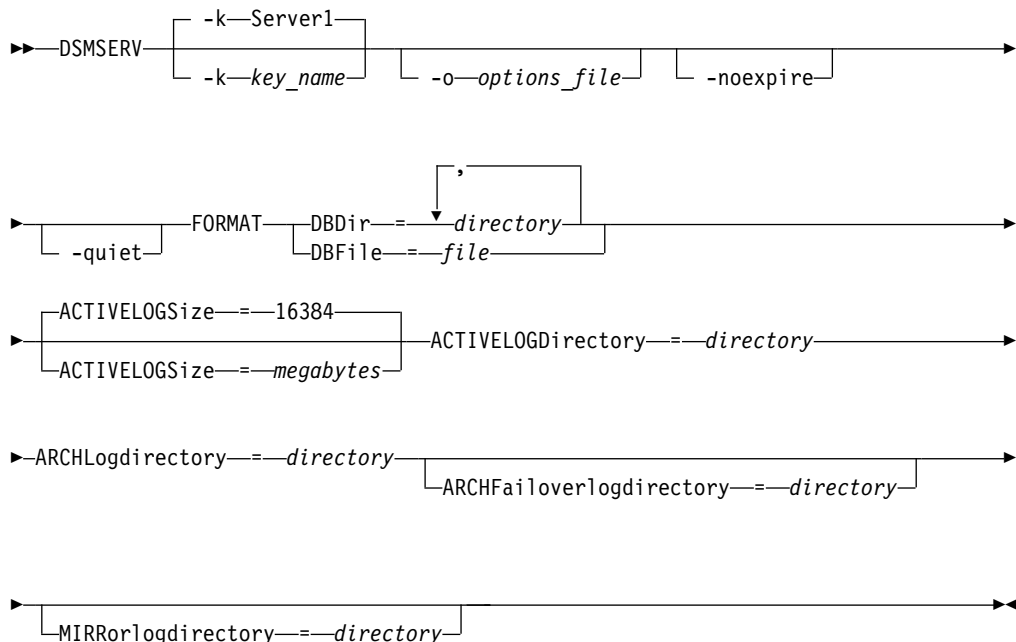 -k Server1
DSMSERV
-k key_name
-o options_file
-noexpire
,
FORMAT DBDir = directory
-quiet
DBFile = file
ACTIVELOGSize = 16384
ACTIVELOGDirectory = directory
ACTIVELOGSize = megabytes
ARCHLogdirectory = directory
ARCHFailoverlogdirectory = directory
MIRRorlogdirectory = directory